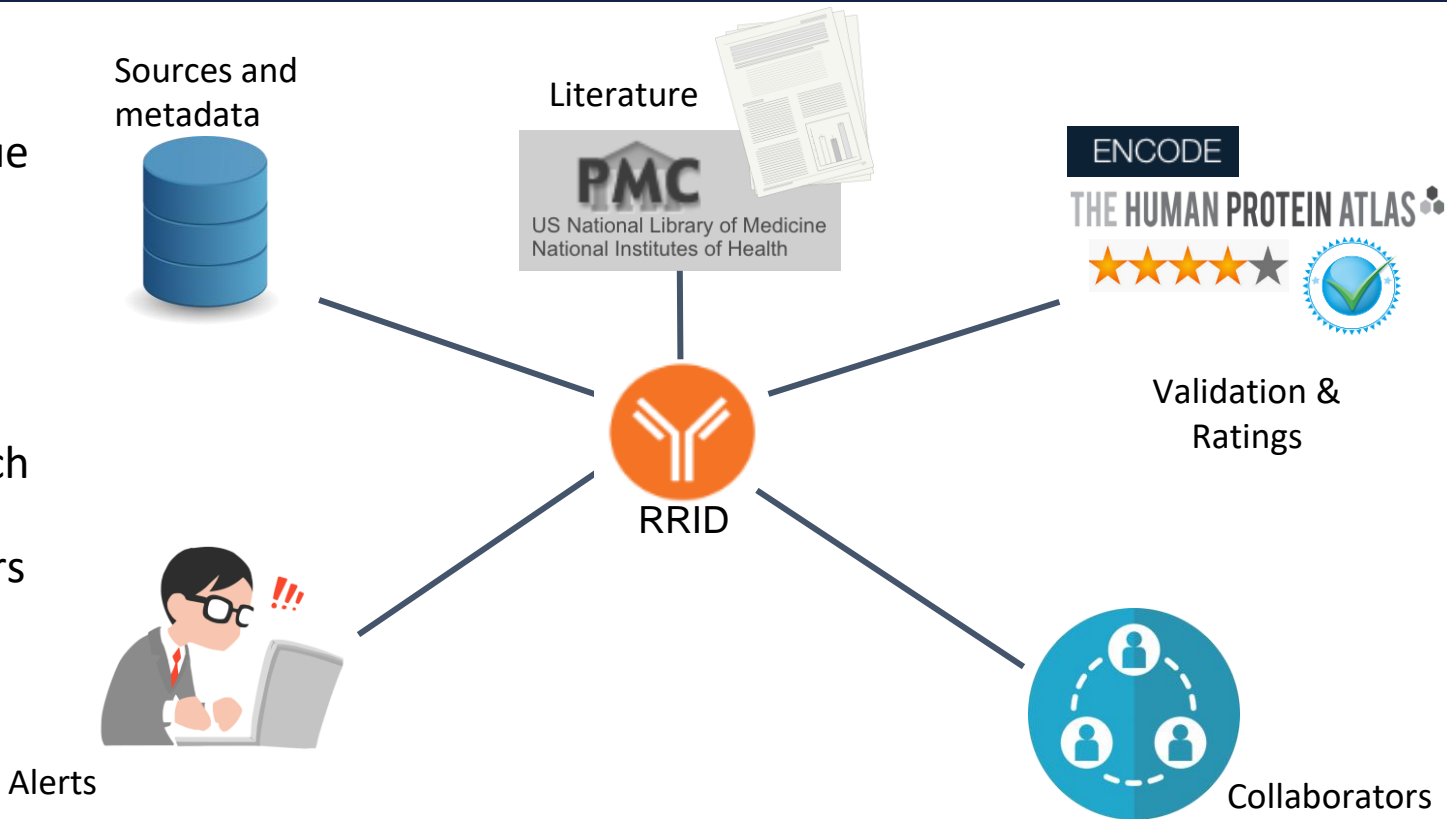 Sources and
metadata
Literature
PMC
US National Library of Medicine
National Institutes of Health
ENCODE
THE HUMAN PROTEIN ATLAS
Validation &
Ratings
RRID
Alerts
Collaborators